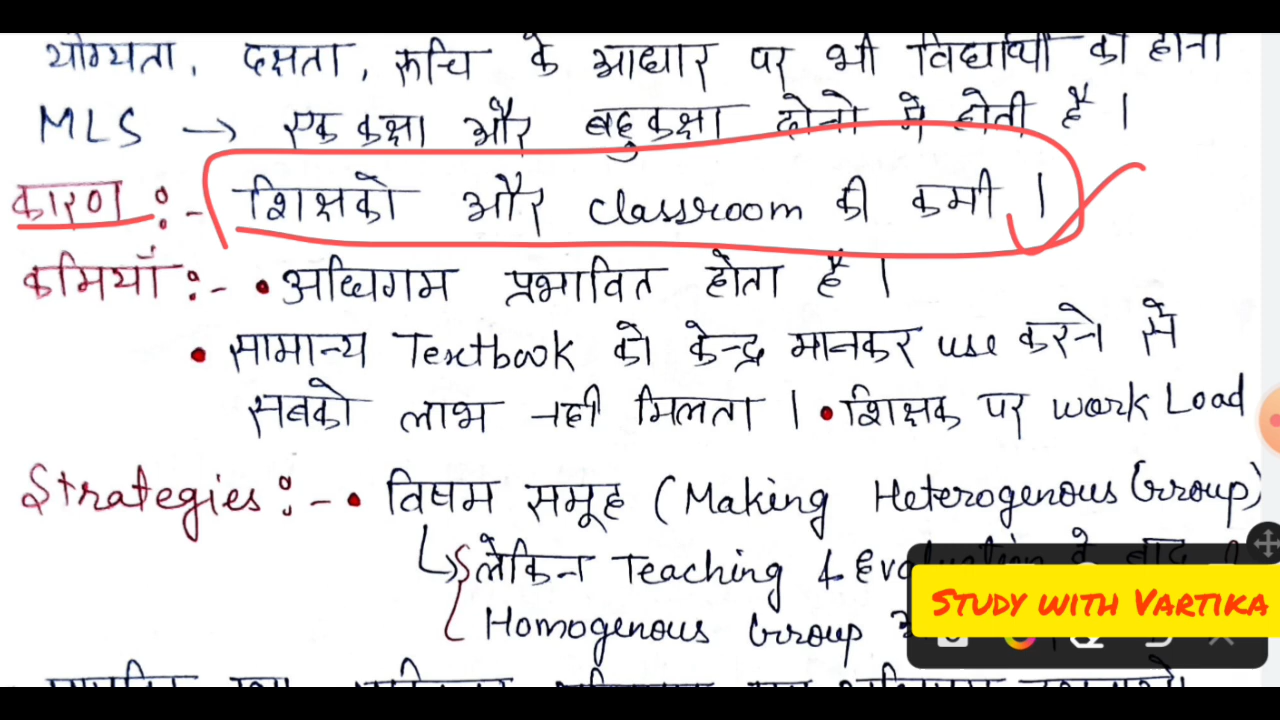 योग्यता, दक्षता, रूचि के आधार पर भी विद्यार्थी का होना
MLS → एक कक्षा और बहुकक्षा दोनो में होती हैं ।
कारण :- शिक्षको और classroom की कमी ।
कमियाँ :- • अधिगम प्रभावित होता है ।
• सामान्य Textbook को केन्द्र मानकर use करने से
सबको लाभ नही मिलता । • शिक्षक पर work Load
Strategies :- • विषम समूह (Making Heterogenous Group)
↳ लेकिन Teaching & के बाद
Homogenous Group
STUDY WITH VARTIKA